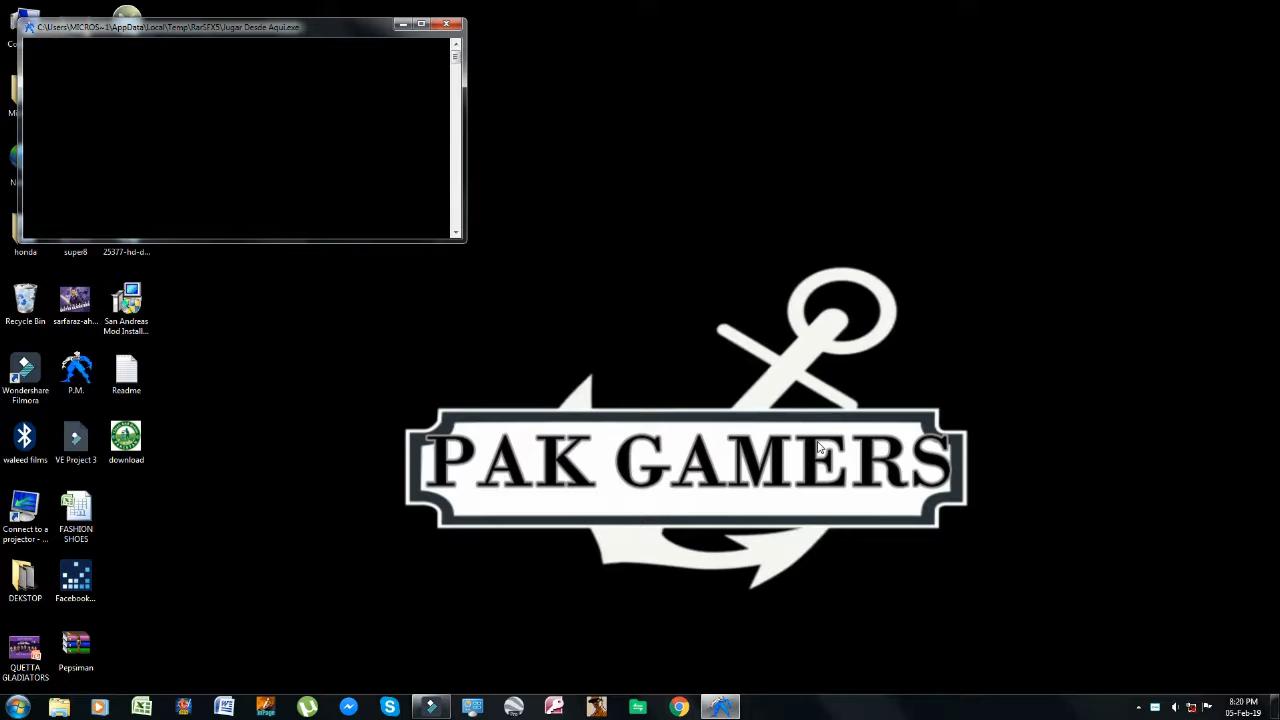 C:\Users\MICROS~1\AppData\Local\Temp\RarSFX5\Jugar Desde Aqui.exe
honda
super8
25377-hd-d...
Recycle Bin
sarfaraz-ah...
San Andreas
Mod Install...
Wondershare
Filmora
P.M.
Readme
waleed films
VE Project 3
download
Connect to a
projector - ...
FASHION
SHOES
DEKSTOP
Facebook...
QUETTA
GLADIATORS
Pepsiman
PAK GAMERS
8:20 PM
05-Feb-19